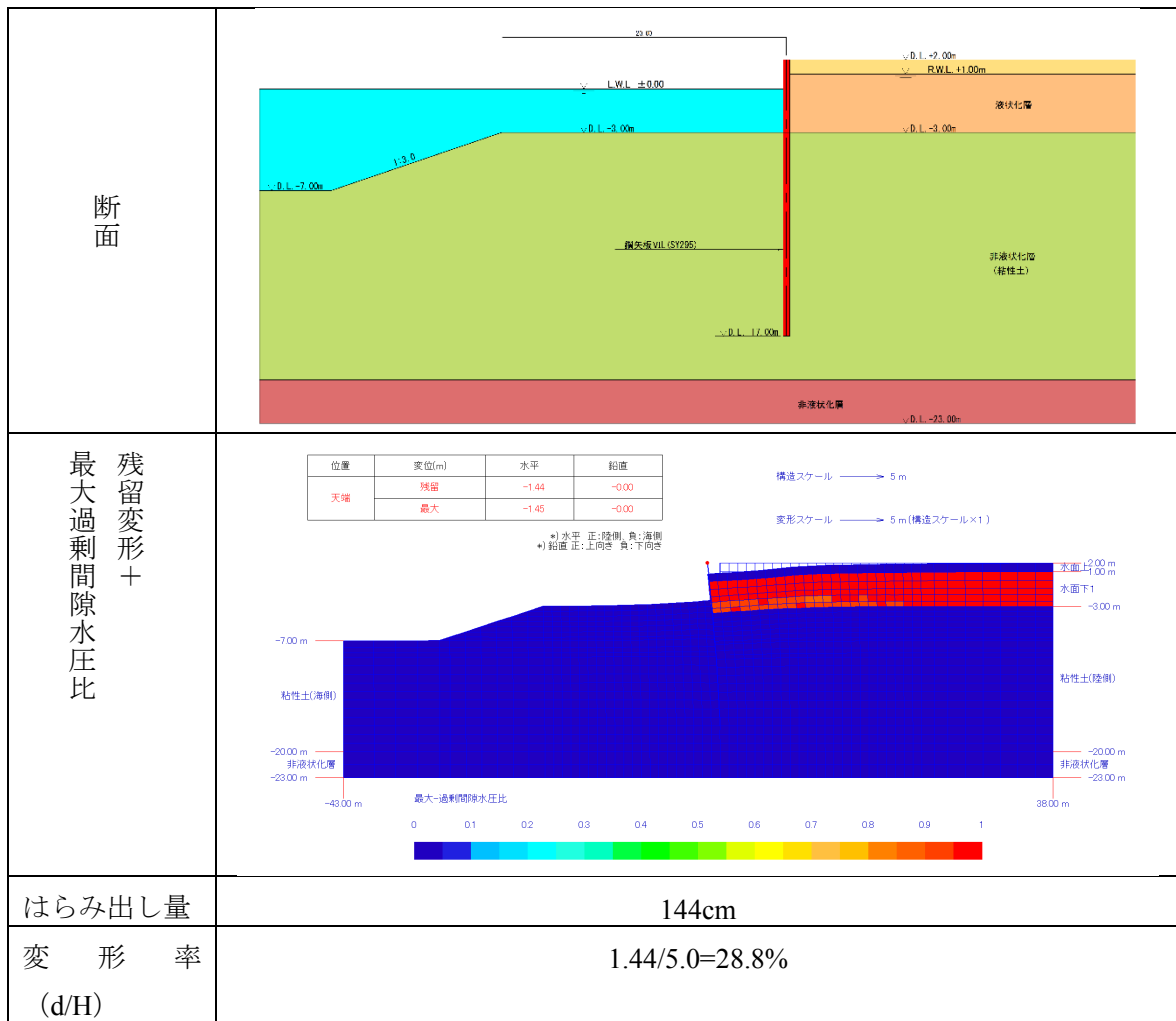 断面
25.05
▽D.L.+2.00m
▽ R.W.L. +1.00m
▽ L.W.L ±0.00
液状化層
▽D.L.-3.00m
▽D.L.-3.00m
1:3.0
▽D.L.-7.00m
鋼矢板VIL(SY295)
非液状化層
(粘性土)
▽D.L. 17.00m
非液状化層
▽D.L.-23.00m
残留変形+
最大過剰間隙水圧比
位置 変位(m) 水平 鉛直
天端 残留 -1.44 -0.00
最大 -1.45 -0.00
*) 水平 正:陸側, 負:海側
*) 鉛直 正:上向き 負:下向き
構造スケール 5 m
変形スケール 5 m(構造スケール×1)
水面上
2.00 m
1.00 m
水面下1
-3.00 m
-7.00 m
粘性土(海側)
粘性土(陸側)
-20.00 m
非液状化層
-23.00 m
-20.00 m
非液状化層
-23.00 m
-43.00 m
38.00 m
最大-過剰間隙水圧比
0 0.1 0.2 0.3 0.4 0.5 0.6 0.7 0.8 0.9 1
はらみ出し量 144cm
変形率 1.44/5.0=28.8%
(d/H)